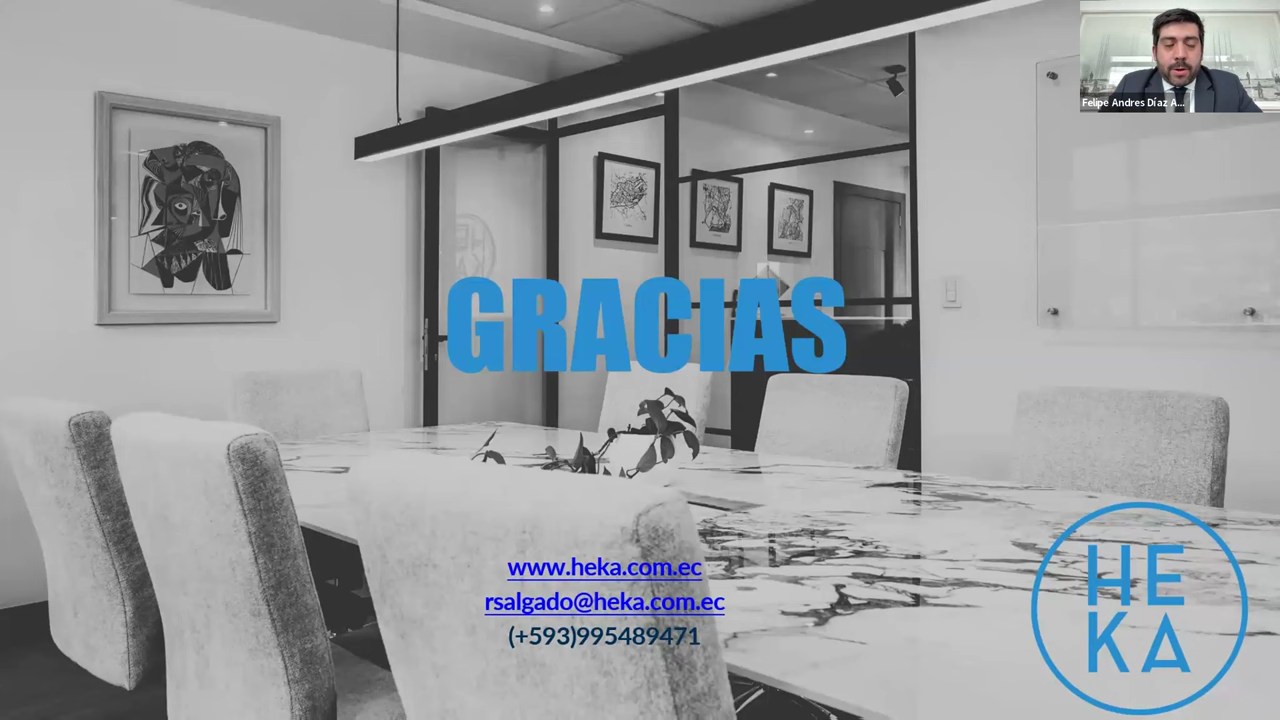 Felipe Andres Díaz A...
GRACIAS
www.heka.com.ec
rsalgado@heka.com.ec
(+593)995489471
HE
KA